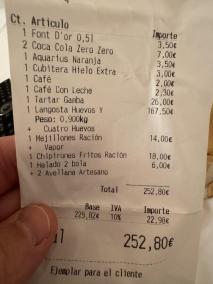 Ct. Artículo Importe
1 Font D'or 0,5l 3,50€
2 Coca Cola Zero Zero 7,00€
1 Aquarius Naranja 3,50€
1 Cubitera Hielo Extra 3,00€
1 Café 2,00€
1 Café Con Leche 2,30€
1 Tartar Gamba 26,00€
1 Langosta Huevos Y 167,50€
Peso: 0,900kg
+ Cuatro Huevos
1 Mejillones Ración 14,00€
+ Vapor
1 Chipirones Fritos Ración 18,00€
1 Helado 2 bola 6,00€
+ 2 Avellana Artesano
Total 252,80€
Base IVA Importe
229,82€ 10% 22,98€
252,80€
Ejemplar para el cliente